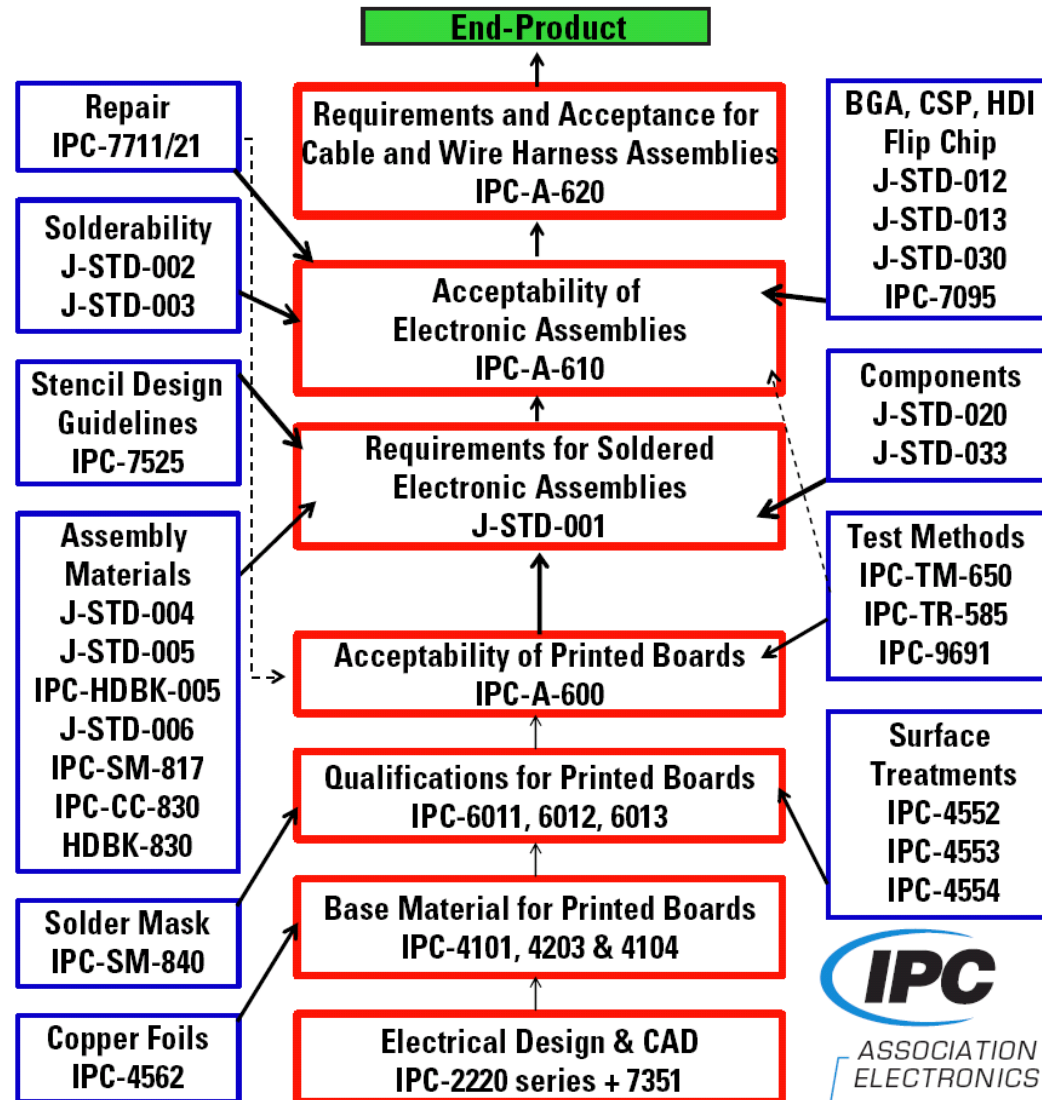 End-Product
Repair
IPC-7711/21
Solderability
J-STD-002
J-STD-003
Stencil Design
Guidelines
IPC-7525
Assembly
Materials
J-STD-004
J-STD-005
IPC-HDBK-005
J-STD-006
IPC-SM-817
IPC-CC-830
HDBK-830
Solder Mask
IPC-SM-840
Copper Foils
IPC-4562
Requirements and Acceptance for
Cable and Wire Harness Assemblies
IPC-A-620
Acceptability of
Electronic Assemblies
IPC-A-610
Requirements for Soldered
Electronic Assemblies
J-STD-001
Acceptability of Printed Boards
IPC-A-600
Qualifications for Printed Boards
IPC-6011, 6012, 6013
Base Material for Printed Boards
IPC-4101, 4203 & 4104
Electrical Design & CAD
IPC-2220 series + 7351
BGA, CSP, HDI
Flip Chip
J-STD-012
J-STD-013
J-STD-030
IPC-7095
Components
J-STD-020
J-STD-033
Test Methods
IPC-TM-650
IPC-TR-585
IPC-9691
Surface
Treatments
IPC-4552
IPC-4553
IPC-4554
IPC
ASSOCIATION
ELECTRONICS